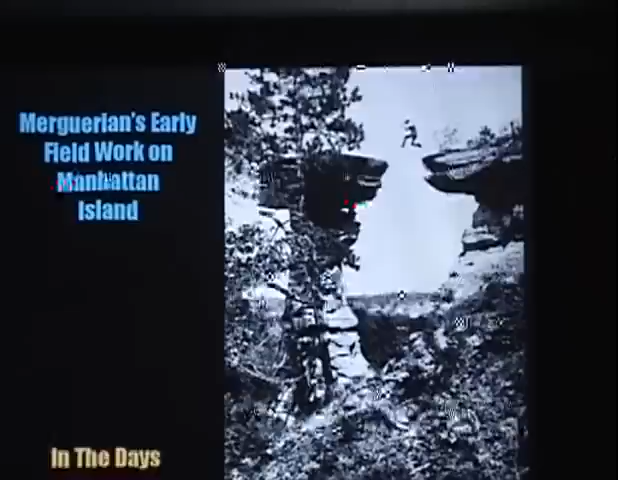 Merguerian's Early
Field Work on
Manhattan
Island
In The Days